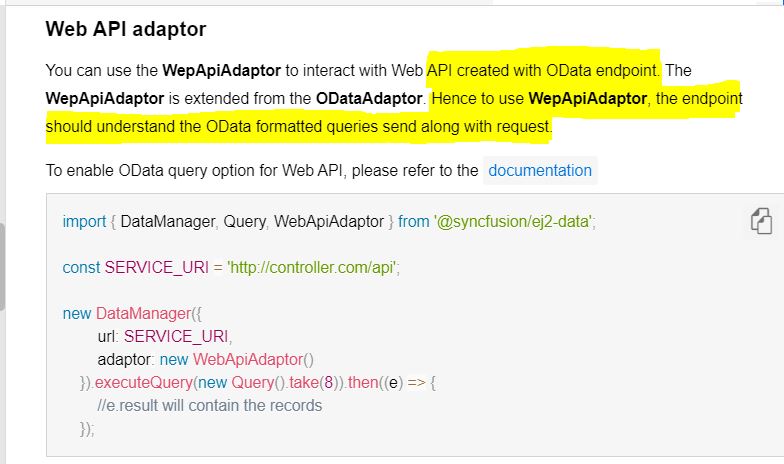 Web API adaptor
You can use the WepApiAdaptor to interact with Web API created with OData endpoint. The
WepApiAdaptor is extended from the ODataAdaptor. Hence to use WepApiAdaptor, the endpoint
should understand the OData formatted queries send along with request.
To enable OData query option for Web API, please refer to the documentation
import { DataManager, Query, WebApiAdaptor } from '@syncfusion/ej2-data';
const SERVICE_URI = 'http://controller.com/api';
new DataManager({
url: SERVICE_URI,
adaptor: new WebApiAdaptor()
}).executeQuery(new Query().take(8)).then((e) => {
//e.result will contain the records
});